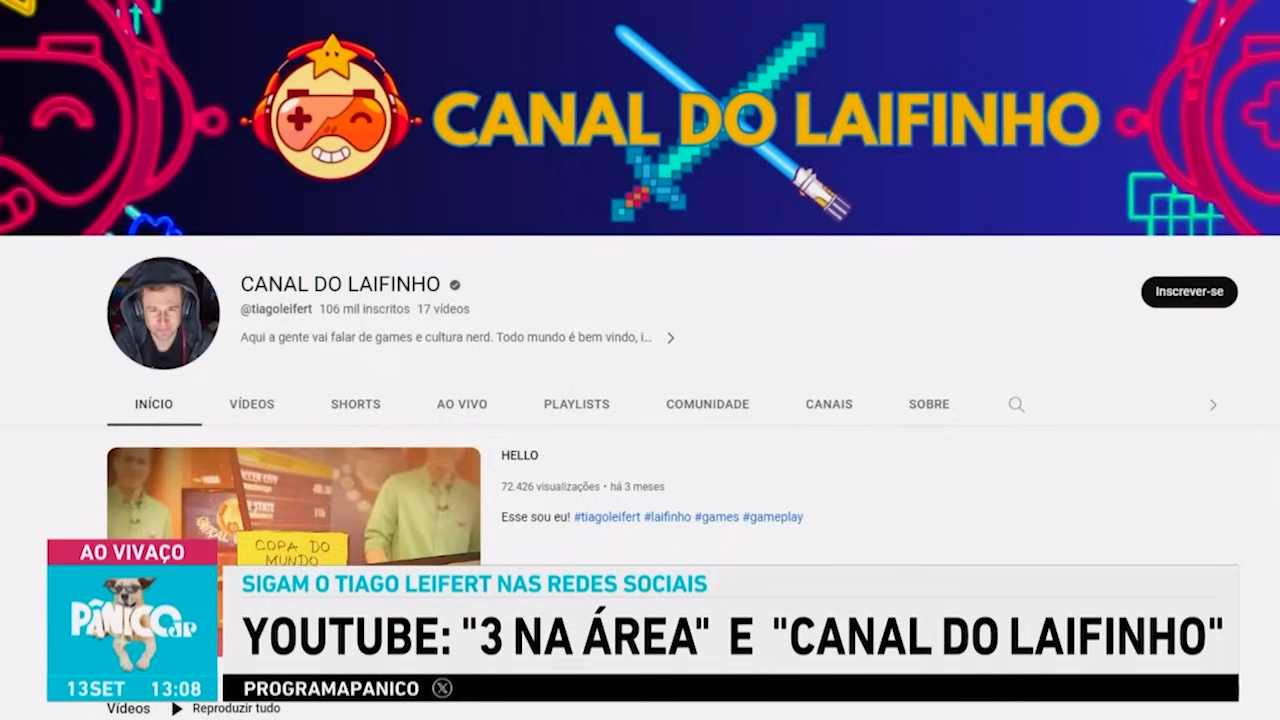 CANAL DO LAIFINHO
CANAL DO LAIFINHO
@tiagoleifert 106 mil inscritos 17 vídeos
Aqui a gente vai falar de games e cultura nerd. Todo mundo é bem vindo, i...
Inscrever-se
INÍCIO VÍDEOS SHORTS AO VIVO PLAYLISTS COMUNIDADE CANAIS SOBRE
HELLO
72.426 visualizações • há 3 meses
Esse sou eu! #tiagoleifert #laifinho #games #gameplay
COPA DO
MUNDO
AO VIVAÇO
PÂNICO JP
13SET 13:08
SIGAM O TIAGO LEIFERT NAS REDES SOCIAIS
YOUTUBE: "3 NA ÁREA" E "CANAL DO LAIFINHO"
PROGRAMAPANICO
Vídeos Reproduzir tudo